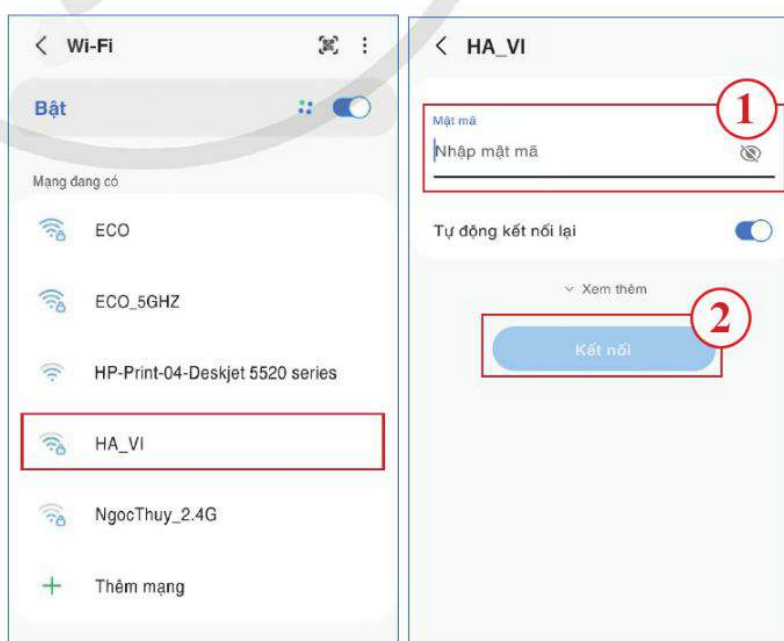 Wi-Fi
Bật
Mạng đang có
ECO
ECO_5GHZ
HP-Print-04-Deskjet 5520 series
HA_VI
NgocThuy_2.4G
Thêm mạng
HA_VI
1
Mật mã
Nhập mật mã
Tự động kết nối lại
Xem thêm
2
Kết nối